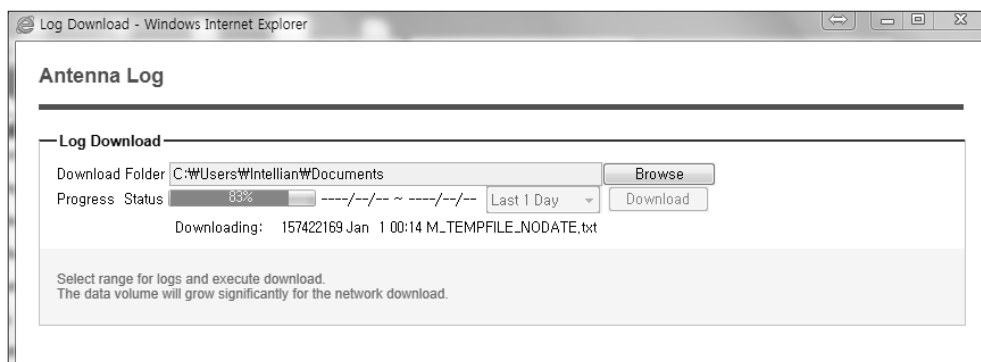 Log Download - Windows Internet Explorer
Antenna Log
Log Download
Download Folder C:₩Users₩Intellian₩Documents Browse
Progress Status 83% ----/--/-- ~ ----/--/-- Last 1 Day Download
Downloading: 157422169 Jan 1 00:14 M_TEMPFILE_NODATE.txt
Select range for logs and execute download.
The data volume will grow significantly for the network download.